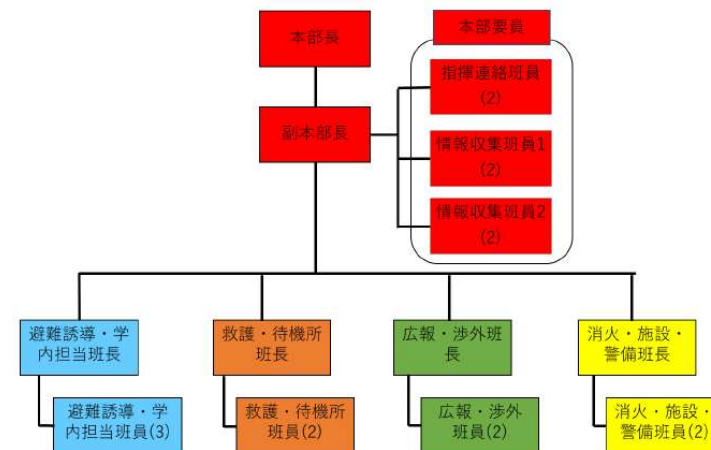 本部長
本部要員
指揮連絡班員
(2)
副本部長
情報収集班員1
(2)
情報収集班員2
(2)
避難誘導・学
内担当班長
救護・待機所
班長
広報・渉外班
長
消火・施設・
警備班長
避難誘導・学
内担当班員(3)
救護・待機所
班員(2)
広報・渉外
班員(2)
消火・施設・
警備班員(2)